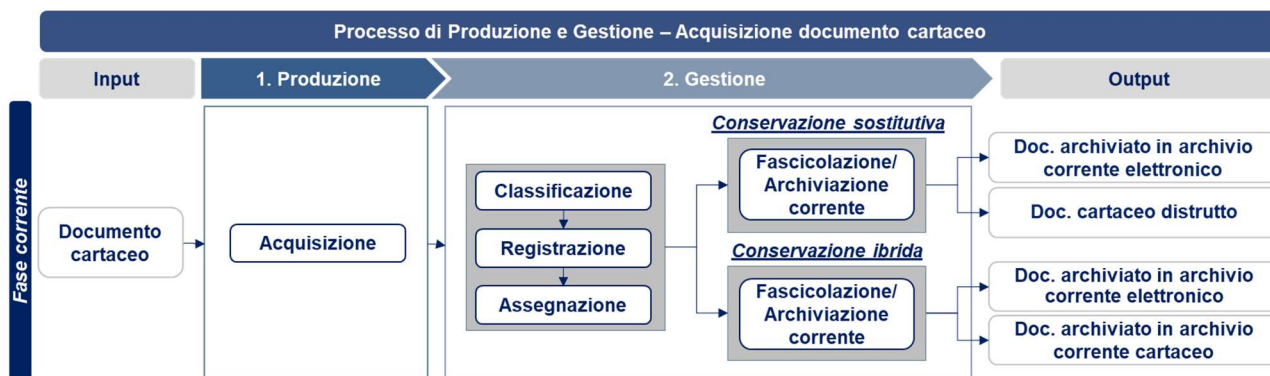 Processo di Produzione e Gestione – Acquisizione documento cartaceo
Input
1. Produzione
2. Gestione
Output
Fase corrente
Documento
cartaceo
Acquisizione
Classificazione
Registrazione
Assegnazione
Conservazione sostitutiva
Fascicolazione/
Archiviazione
corrente
Conservazione ibrida
Fascicolazione/
Archiviazione
corrente
Doc. archiviato in archivio
corrente elettronico
Doc. cartaceo distrutto
Doc. archiviato in archivio
corrente elettronico
Doc. archiviato in archivio
corrente cartaceo